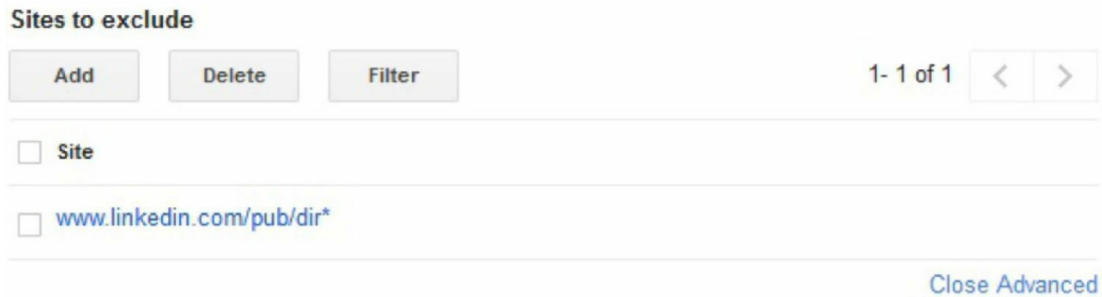 Sites to exclude
Add Delete Filter 1- 1 of 1
Site
www.linkedin.com/pub/dir*
Close Advanced